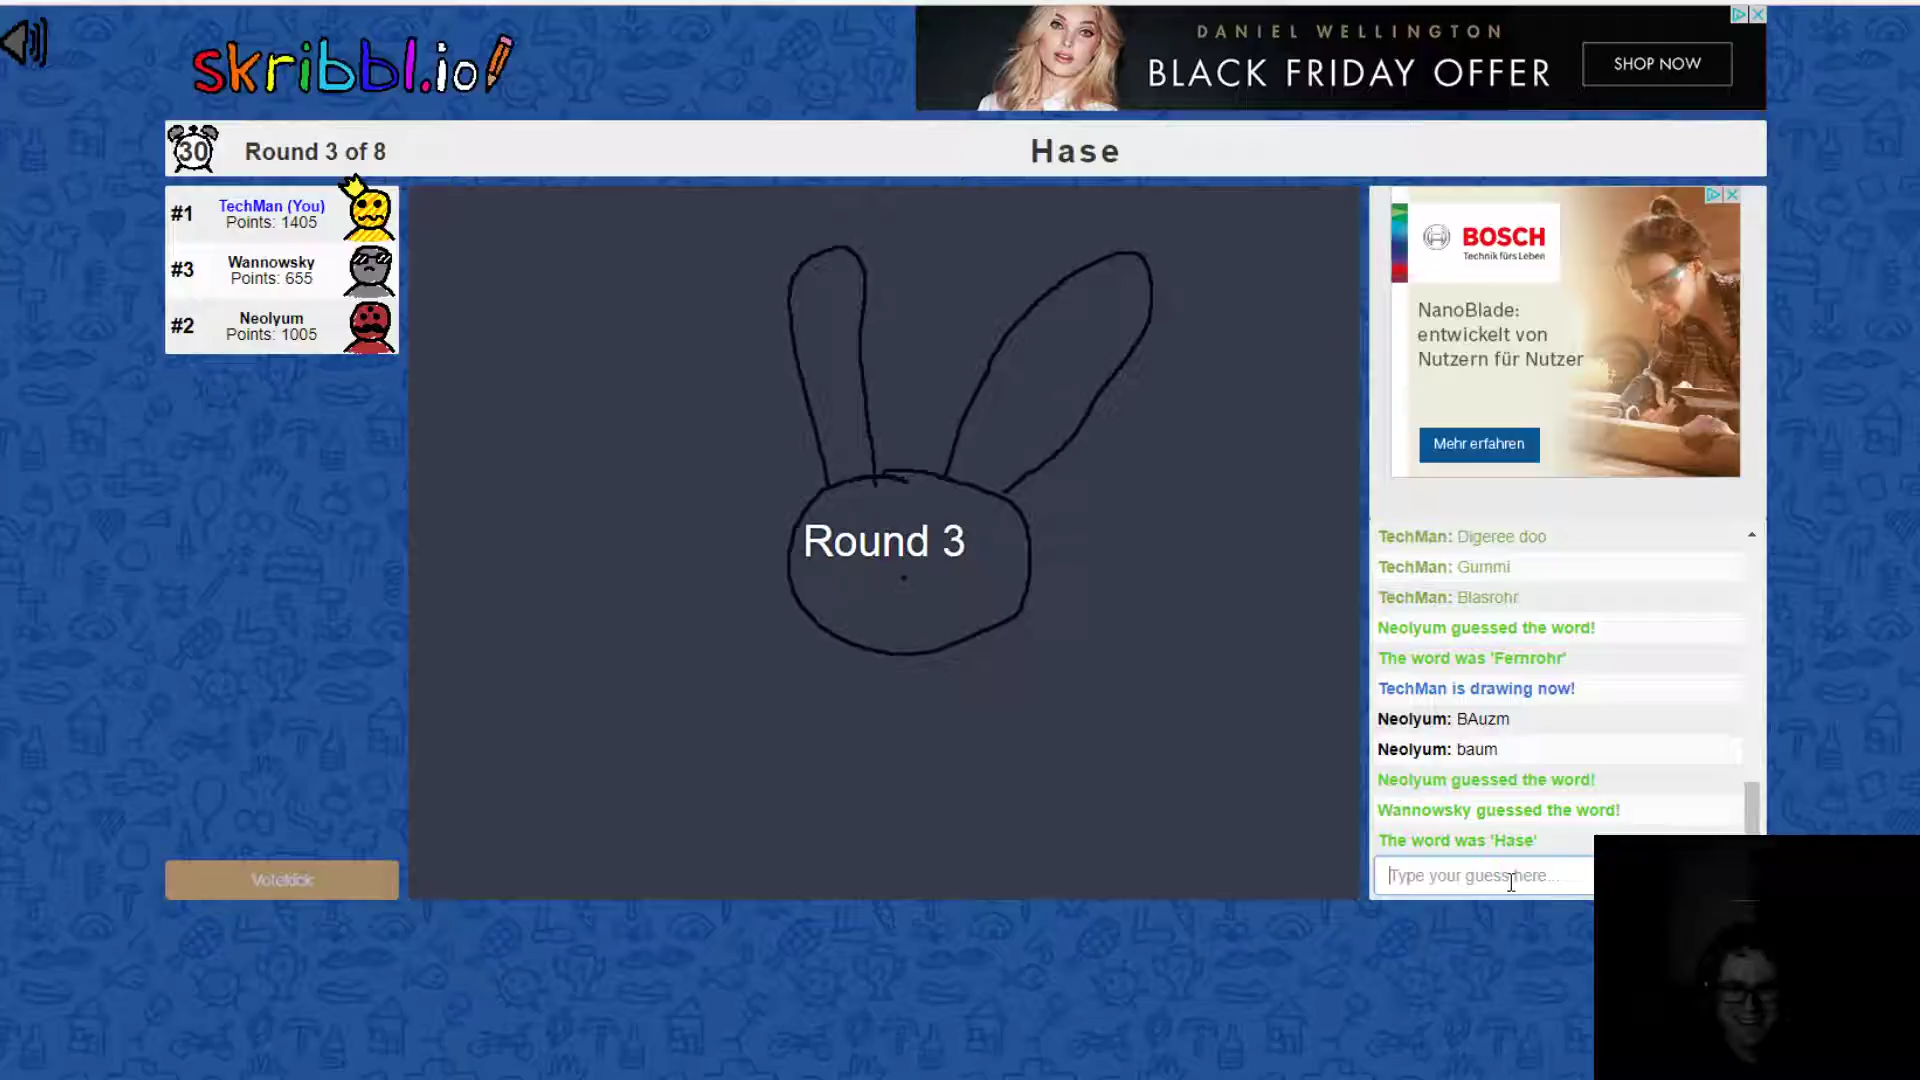 skribbl.io
DANIEL WELLINGTON
BLACK FRIDAY OFFER
SHOP NOW
30
Round 3 of 8
Hase
#1
TechMan (You)
Points: 1405
#3
Wannowsky
Points: 655
#2
Neolyum
Points: 1005
Round 3
BOSCH
Technik fürs Leben
NanoBlade:
entwickelt von
Nutzern für Nutzer
Mehr erfahren
TechMan: Digeree doo
TechMan: Gummi
TechMan: Blasrohr
Neolyum guessed the word!
The word was 'Fernrohr'
TechMan is drawing now!
Neolyum: BAuzm
Neolyum: baum
Neolyum guessed the word!
Wannowsky guessed the word!
The word was 'Hase'
Type your guess here...
Votekick